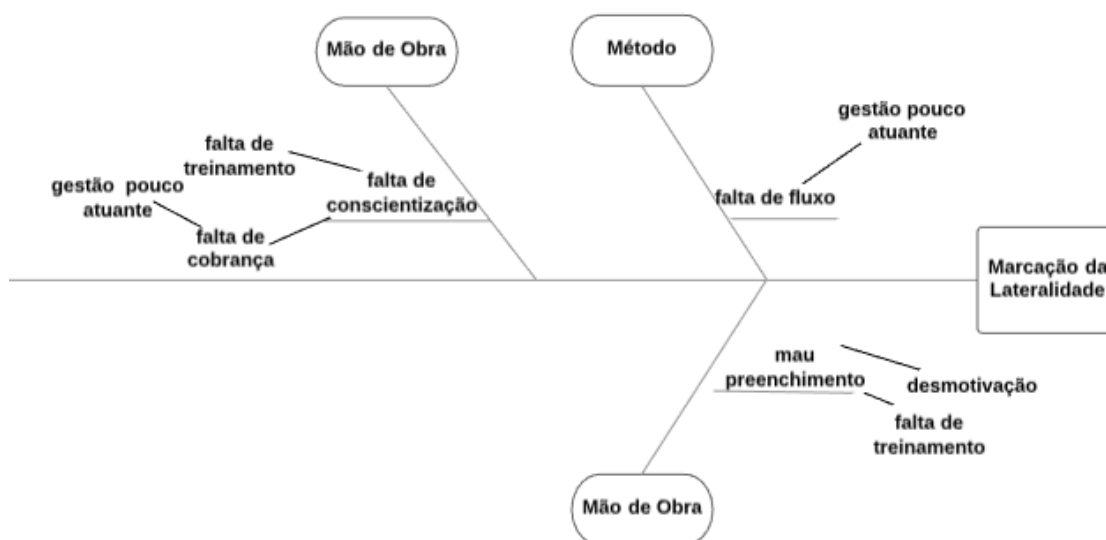 Mão de Obra
Método
gestão pouco
atuante
falta de
treinamento
falta de
conscientização
gestão pouco
atuante
falta de
cobrança
falta de fluxo
Marcação da
Lateralidade
mau
preenchimento
desmotivação
falta de
treinamento
Mão de Obra